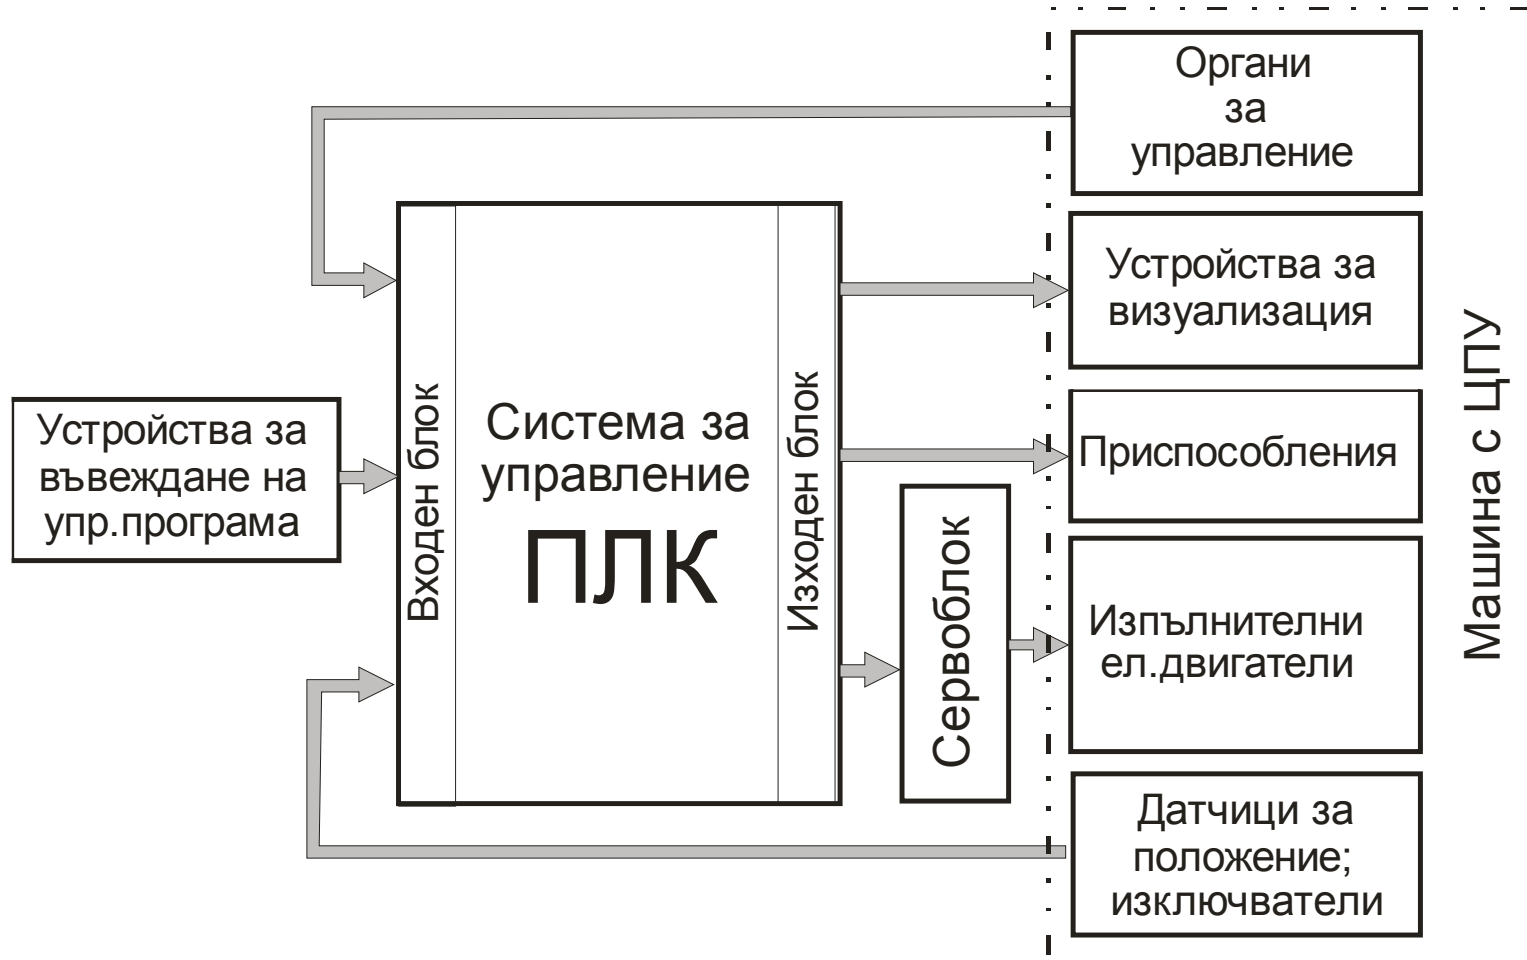 Органи
за
управление
Устройства за
визуализация
Приспособления
Изпълнителни
ел.двигатели
Датчици за
положение;
изключватели
Машина с ЦПУ
Устройства за
въвеждане на
упр.програма
Входен блок
Система за
управление
ПЛК
Изходен блок
Сервоблок